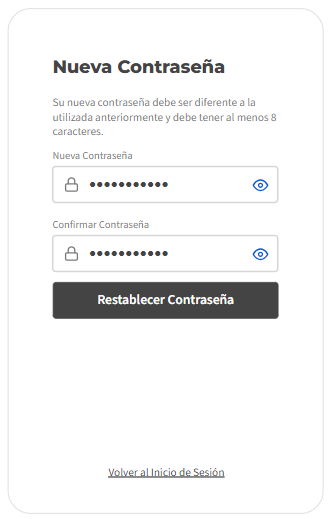 Nueva Contraseña
Su nueva contraseña debe ser diferente a la
utilizada anteriormente y debe tener al menos 8
caracteres.
Nueva Contraseña
•••••••••••
Confirmar Contraseña
•••••••••••
Restablecer Contraseña
Volver al Inicio de Sesión